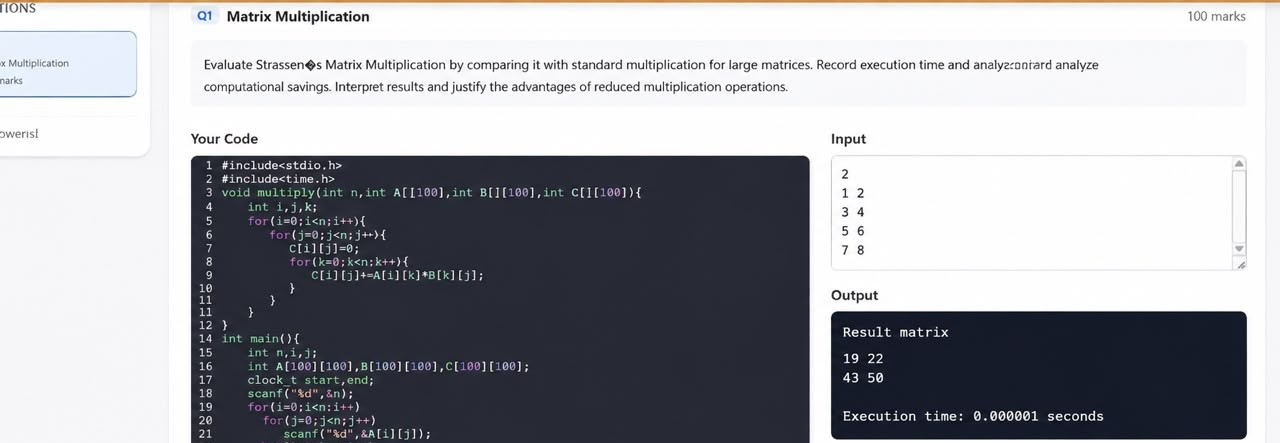 TIONS
Q1 Matrix Multiplication
100 marks
x Multiplication
marks
owerist
Evaluate Strassen�s Matrix Multiplication by comparing it with standard multiplication for large matrices. Record execution time and analyze
computational savings. Interpret results and justify the advantages of reduced multiplication operations.
Your Code
1 #include<stdio.h>
2 #include<time.h>
3 void multiply(int n,int A[][100],int B[][100],int C[][100]){
4 int i,j,k;
5 for(i=0;i<n;i++){
6 for(j=0;j<n;j++){
7 C[i][j]=0;
8 for(k=0;k<n;k++){
9 C[i][j]+=A[i][k]*B[k][j];
10 }
11 }
11 }
12 }
14 int main(){
15 int n,i,j;
16 int A[100][100],B[100][100],C[100][100];
17 clock_t start,end;
18 scanf("%d",&n);
19 for(i=0;i<n;i++)
20 for(j=0;j<n;j++)
21 scanf("%d",&A[i][j]);
Input
2
1 2
3 4
5 6
7 8
Output
Result matrix
19 22
43 50
Execution time: 0.000001 seconds